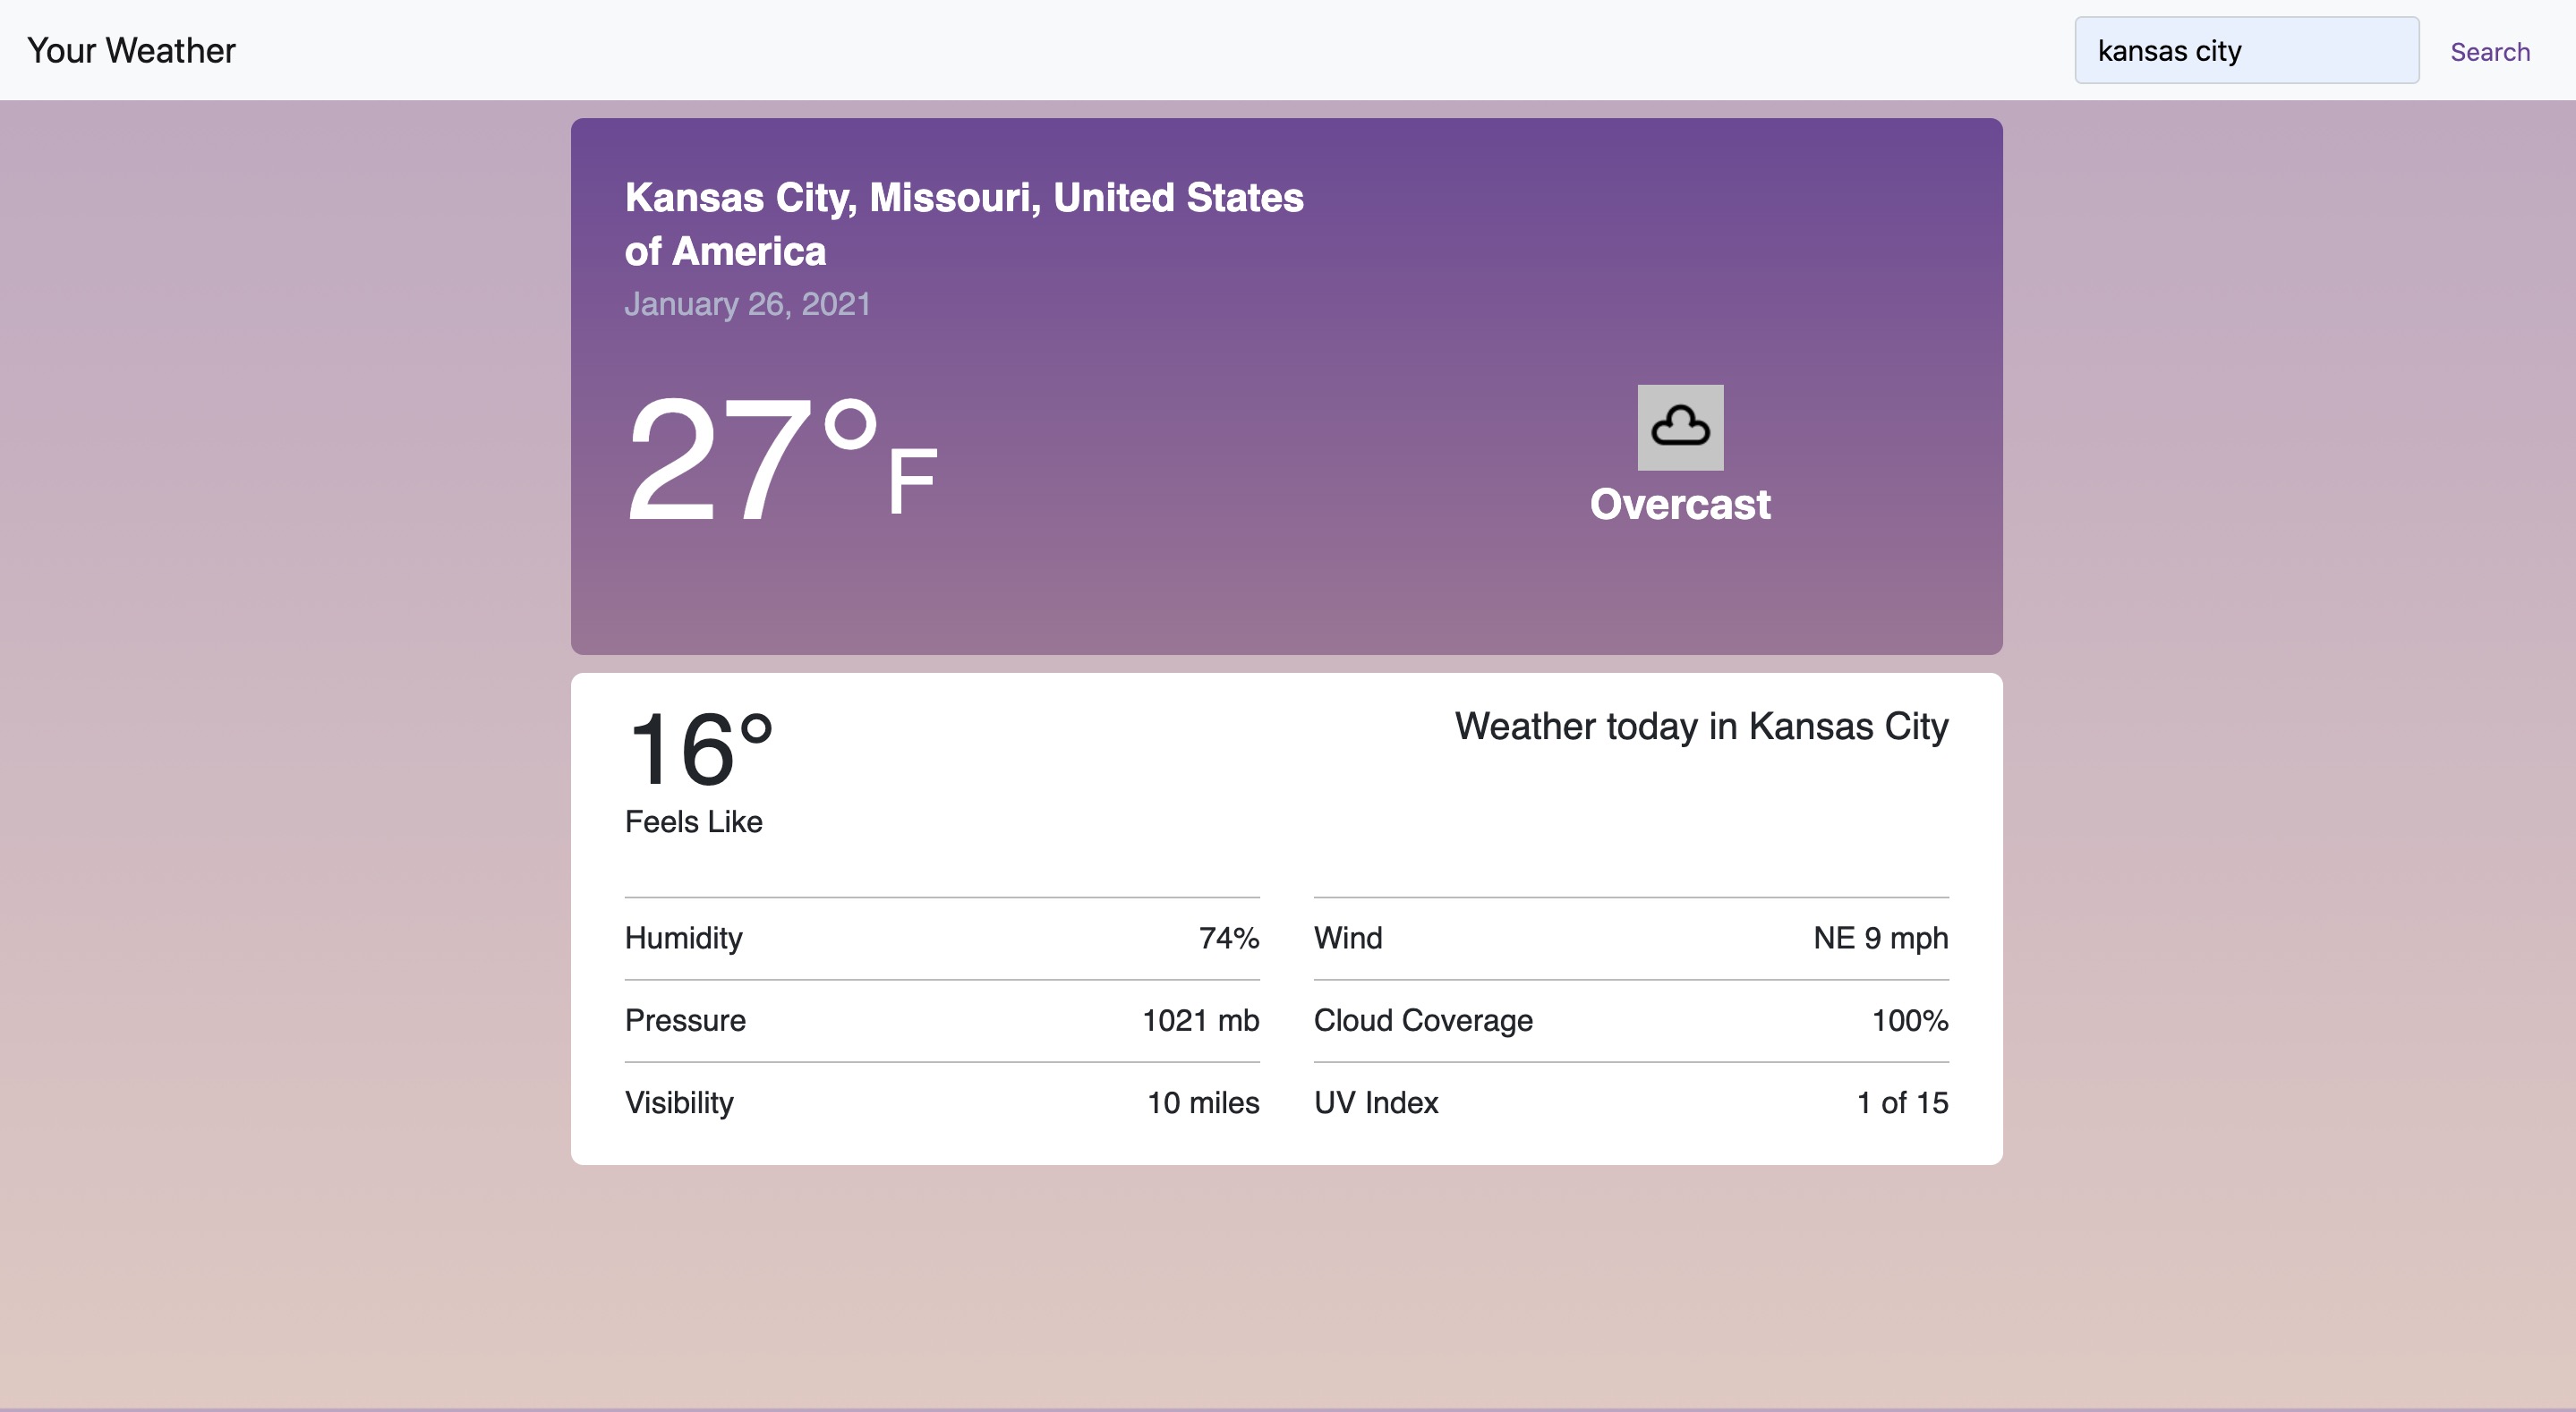 Your Weather
kansas city
Search
Kansas City, Missouri, United States
of America
January 26, 2021
27°F
Overcast
16°
Weather today in Kansas City
Feels Like
Humidity 74%
Wind NE 9 mph
Pressure 1021 mb
Cloud Coverage 100%
Visibility 10 miles
UV Index 1 of 15